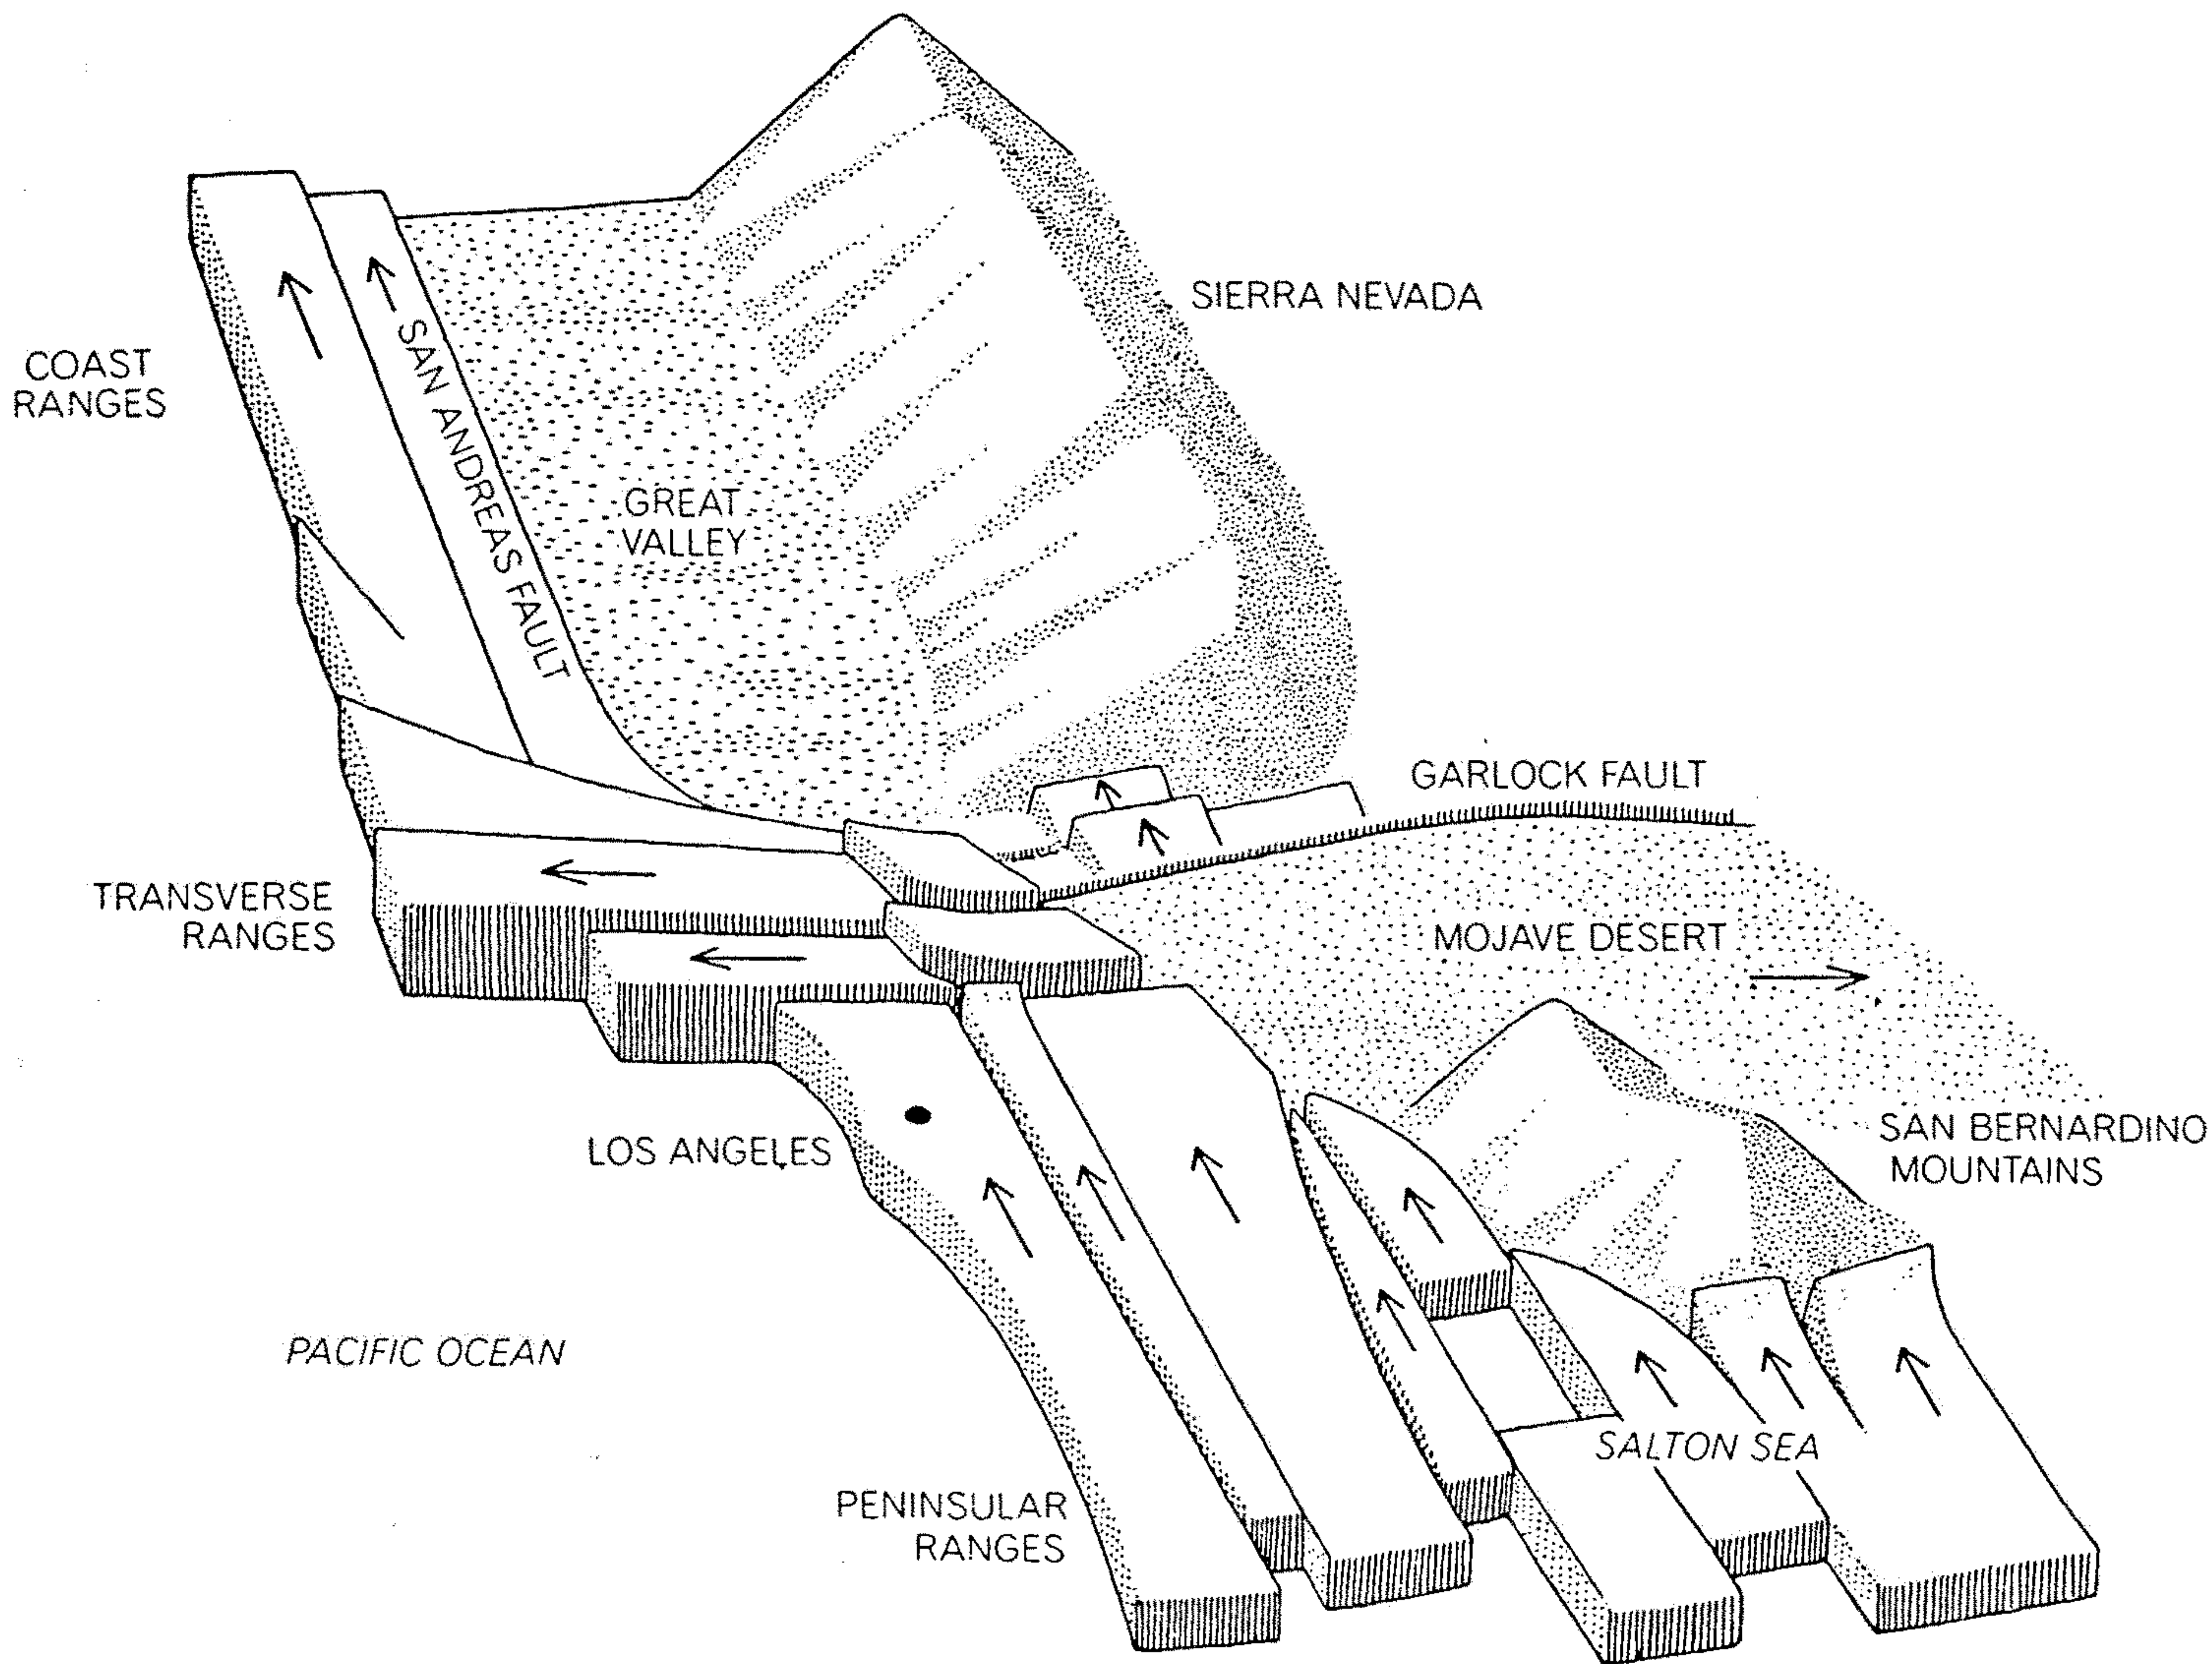 SIERRA NEVADA
COAST
RANGES
SAN ANDREAS FAULT
GREAT
VALLEY
GARLOCK FAULT
TRANSVERSE
RANGES
MOJAVE DESERT
SAN BERNARDINO
MOUNTAINS
LOS ANGELES
PACIFIC OCEAN
SALTON SEA
PENINSULAR
RANGES